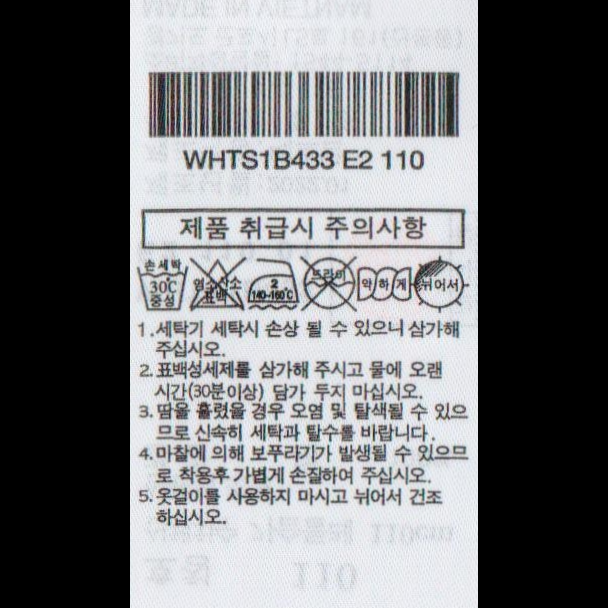 WHTS1B433 E2 110
제품 취급시 주의사항
손세탁
30℃
중성
염소산소
표백
2
140-160℃
드라이
약하게
뉘어서
1.세탁기 세탁시 손상 될 수 있으니 삼가해
주십시오.
2.표백성세제를 삼가해 주시고 물에 오랜
시간(30분이상) 담가 두지 마십시오.
3.땀을 흘렸을 경우 오염 및 탈색될 수 있으
므로 신속히 세탁과 탈수를 바랍니다.
4.마찰에 의해 보푸라기가 발생될 수 있으므
로 착용후 가볍게 손질하여 주십시오.
5.옷걸이를 사용하지 마시고 뉘어서 건조
하십시오.